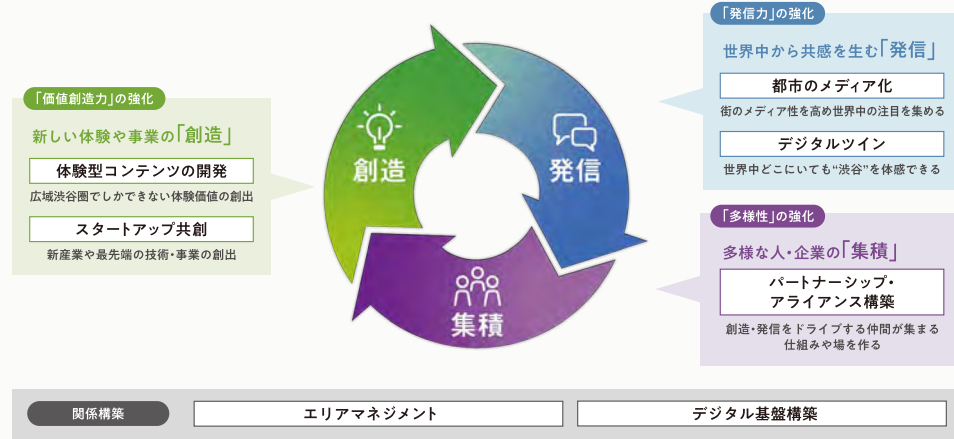 「価値創造力」の強化
新しい体験や事業の「創造」
体験型コンテンツの開発
広域渋谷圏でしかできない体験価値の創出
スタートアップ共創
新産業や最先端の技術・事業の創出
創造
発信
集積
「発信力」の強化
世界中から共感を生む「発信」
都市のメディア化
街のメディア性を高め世界中の注目を集める
デジタルツイン
世界中どこにいても“渋谷”を体感できる
「多様性」の強化
多様な人・企業の「集積」
パートナーシップ・
アライアンス構築
創造・発信をドライブする仲間が集まる
仕組みや場を作る
関係構築
エリアマネジメント
デジタル基盤構築